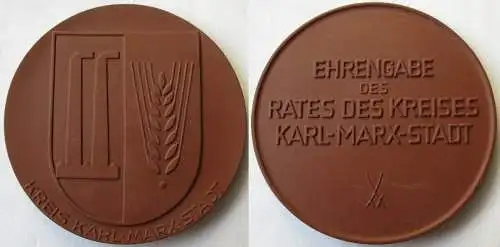 KREIS KARL-MARX-STADT
EHRENGABE
DES
RATES DES KREISES
KARL-MARX-STADT